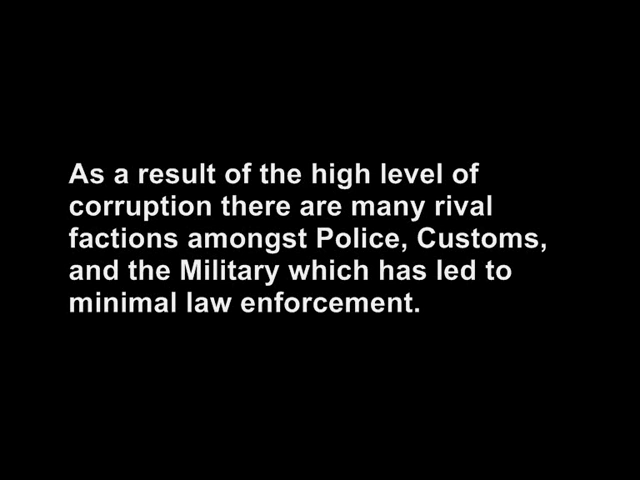 As a result of the high level of
corruption there are many rival
factions amongst Police, Customs,
and the Military which has led to
minimal law enforcement.